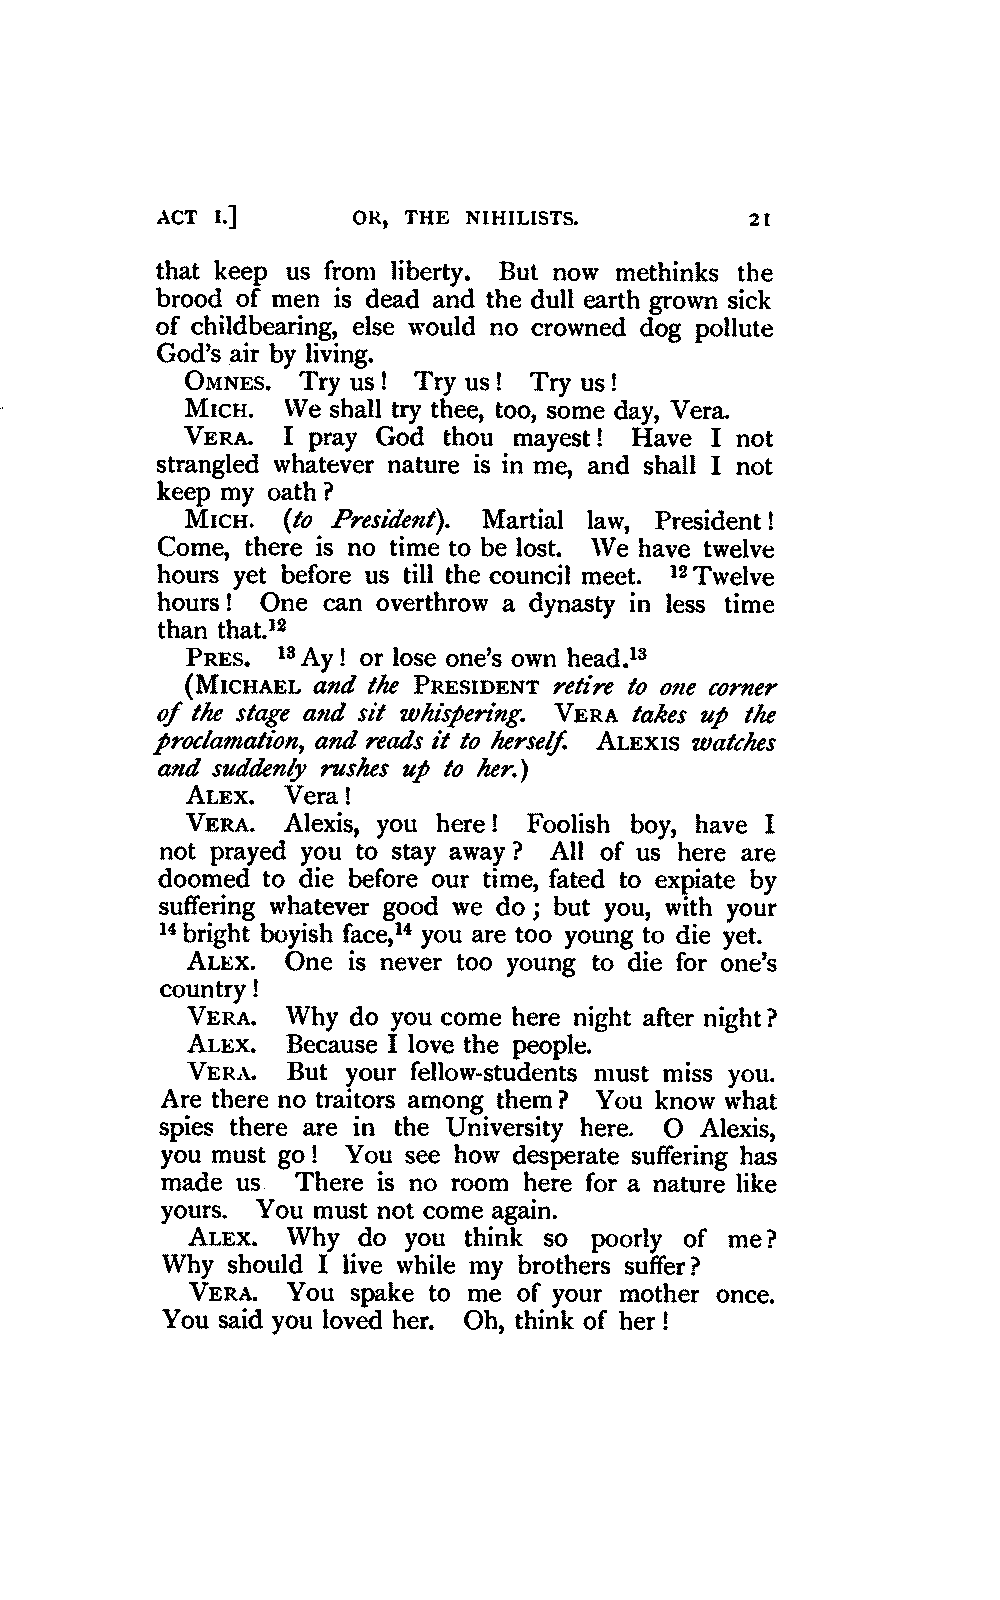 ACT I.] OR, THE NIHILISTS. 21
that keep us from liberty. But now methinks the
brood of men is dead and the dull earth grown sick
of childbearing, else would no crowned dog pollute
God's air by living.
OMNES. Try us! Try us! Try us!
MICH. We shall try thee, too, some day, Vera.
VERA. I pray God thou mayest! Have I not
strangled whatever nature is in me, and shall I not
keep my oath?
MICH. (to President). Martial law, President!
Come, there is no time to be lost. We have twelve
hours yet before us till the council meet. ¹²Twelve
hours! One can overthrow a dynasty in less time
than that.¹²
PRES. ¹³Ay! or lose one's own head.¹³
(MICHAEL and the PRESIDENT retire to one corner
of the stage and sit whispering. VERA takes up the
proclamation, and reads it to herself. ALEXIS watches
and suddenly rushes up to her.)
ALEX. Vera!
VERA. Alexis, you here! Foolish boy, have I
not prayed you to stay away? All of us here are
doomed to die before our time, fated to expiate by
suffering whatever good we do; but you, with your
¹⁴bright boyish face,¹⁴ you are too young to die yet.
ALEX. One is never too young to die for one's
country!
VERA. Why do you come here night after night?
ALEX. Because I love the people.
VERA. But your fellow-students must miss you.
Are there no traitors among them? You know what
spies there are in the University here. O Alexis,
you must go! You see how desperate suffering has
made us There is no room here for a nature like
yours. You must not come again.
ALEX. Why do you think so poorly of me?
Why should I live while my brothers suffer?
VERA. You spake to me of your mother once.
You said you loved her. Oh, think of her!